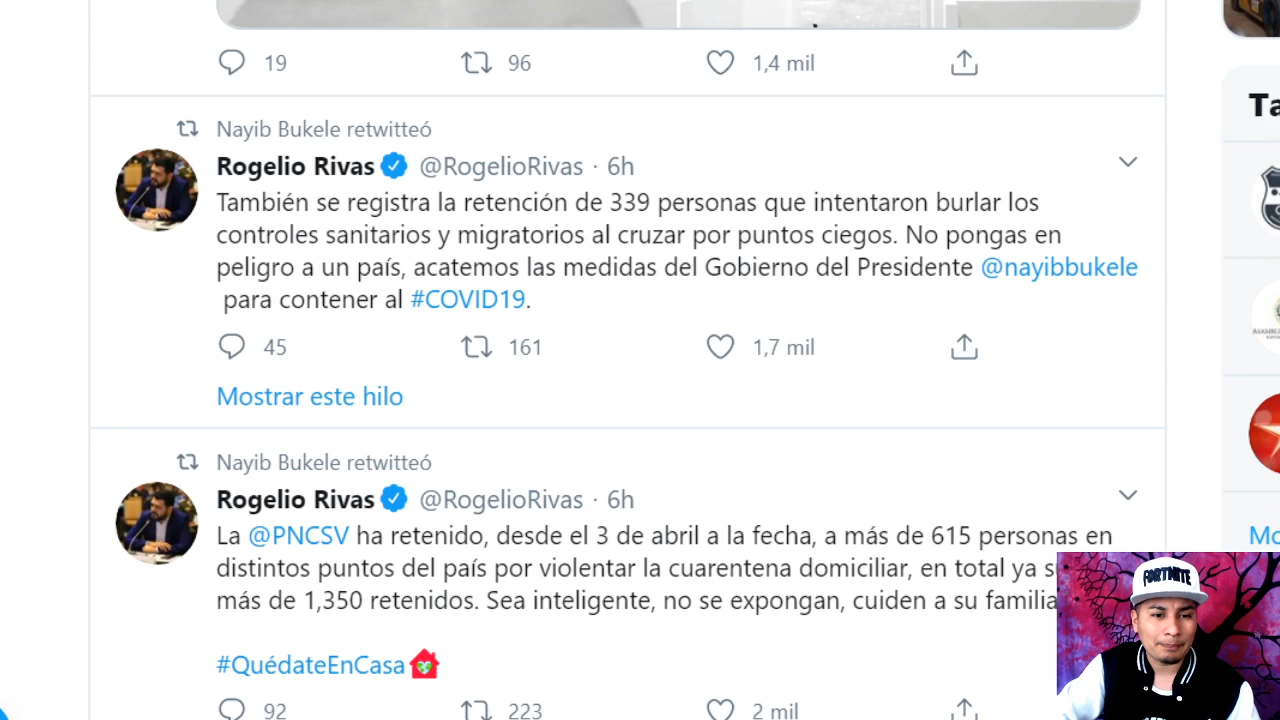 19 96 1,4 mil
Nayib Bukele retwitteó
Rogelio Rivas @RogelioRivas · 6h
También se registra la retención de 339 personas que intentaron burlar los
controles sanitarios y migratorios al cruzar por puntos ciegos. No pongas en
peligro a un país, acatemos las medidas del Gobierno del Presidente @nayibbukele
para contener al #COVID19.
45 161 1,7 mil
Mostrar este hilo
Nayib Bukele retwitteó
Rogelio Rivas @RogelioRivas · 6h
La @PNCSV ha retenido, desde el 3 de abril a la fecha, a más de 615 personas en
distintos puntos del país por violentar la cuarentena domiciliar, en total ya
más de 1,350 retenidos. Sea inteligente, no se expongan, cuiden a su familia
#QuédateEnCasa
92 223 2 mil
FORTNITE